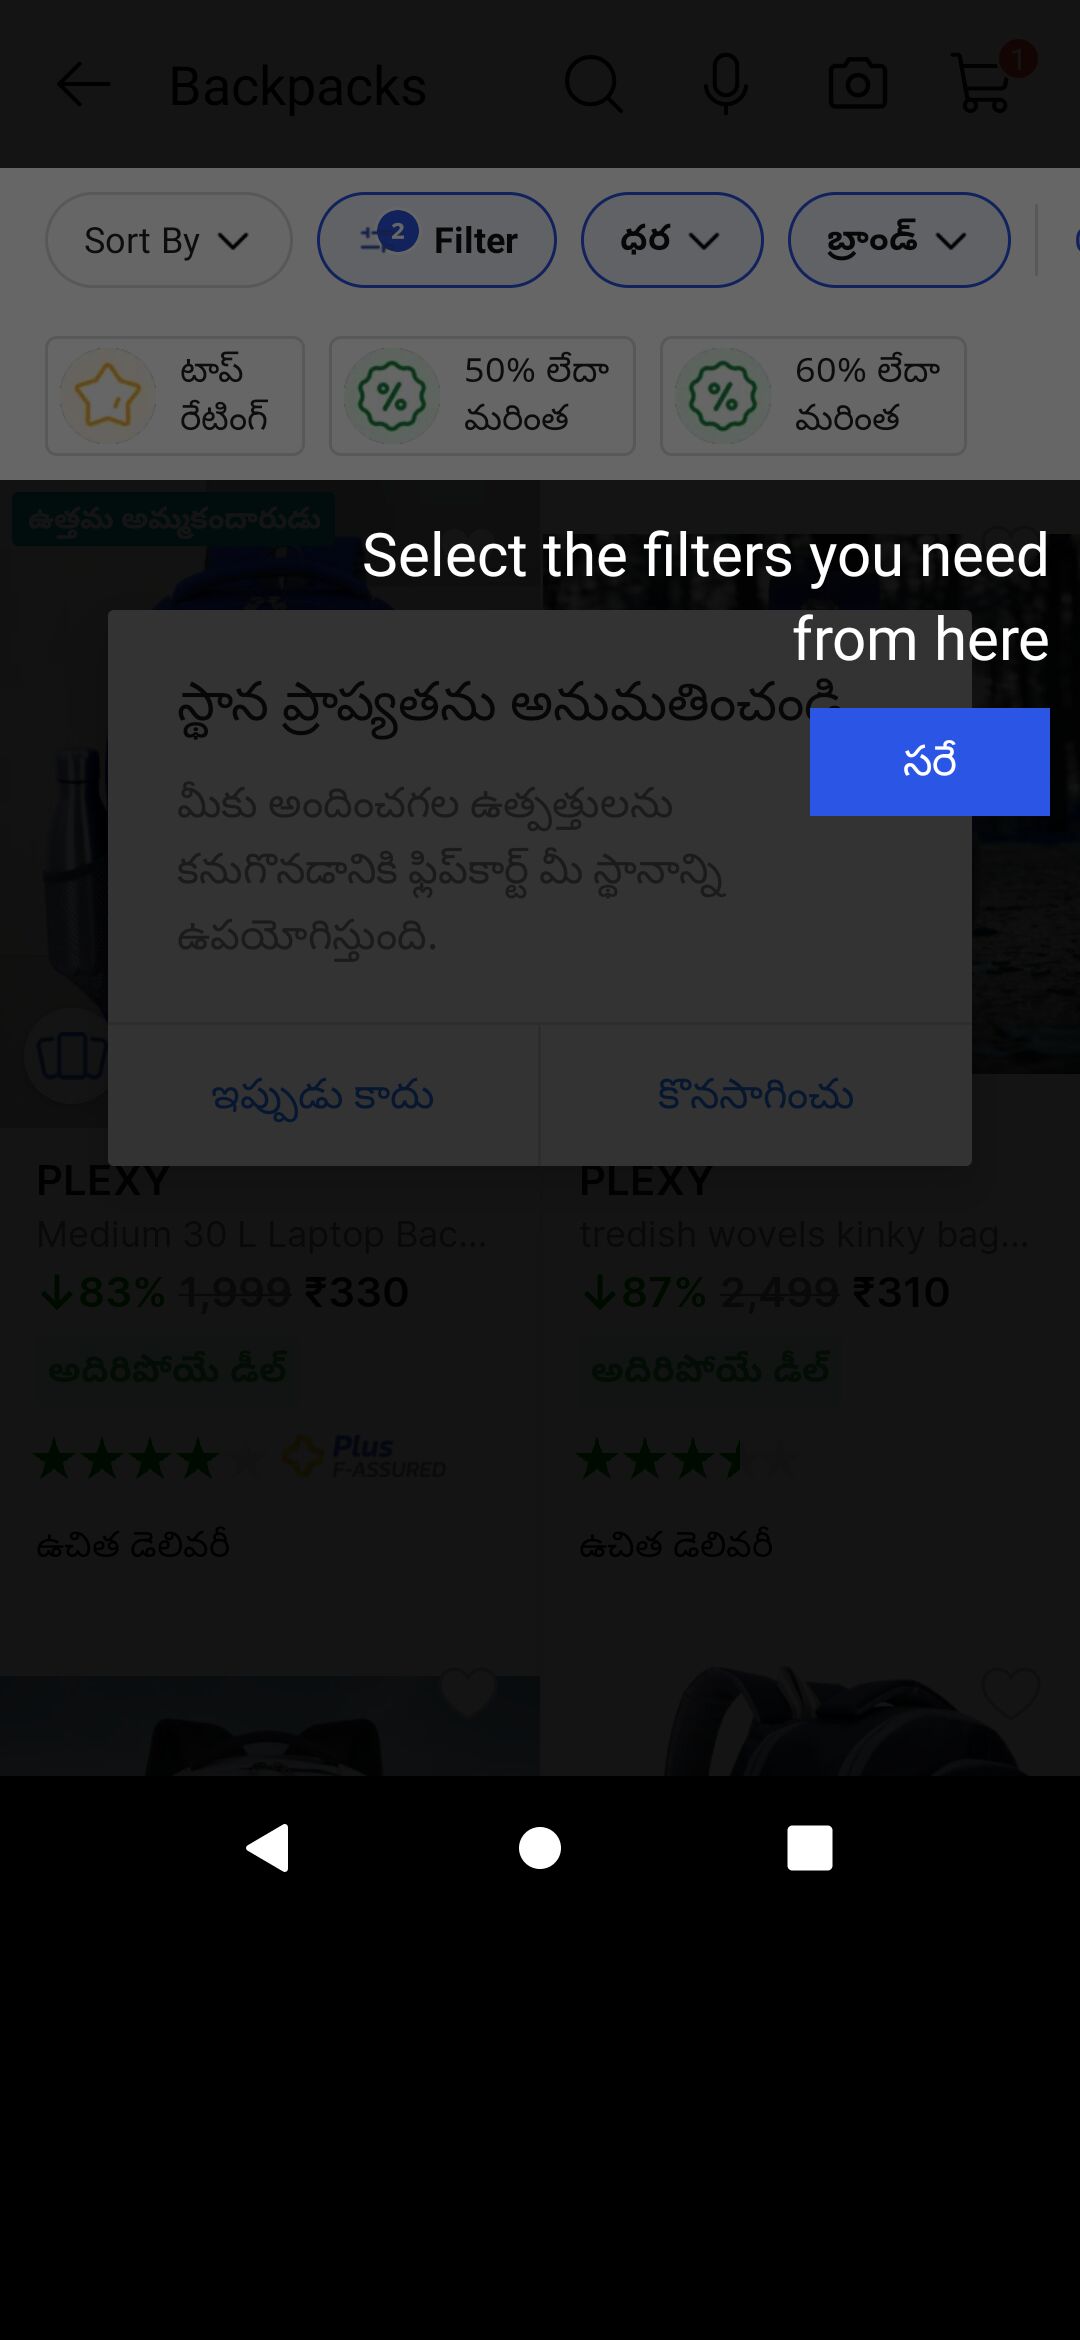 Backpacks
1
Sort By
2
Filter
ధర
బ్రాండ్
టాప్
రేటింగ్
50% లేదా
మరింత
60% లేదా
మరింత
ఉత్తమ అమ్మకందారుడు
Select the filters you need
from here
స్థాన ప్రాప్యతను అనుమతించండి
సరే
మీకు అందించగల ఉత్పత్తులను
కనుగొనడానికి ఫ్లిప్‌కార్ట్ మీ స్థానాన్ని
ఉపయోగిస్తుంది.
ఇప్పుడు కాదు
కొనసాగించు
PLEXY
Medium 30 L Laptop Bac...
↓83% 1,999 ₹330
అదిరిపోయే డీల్
Plus
F-ASSURED
ఉచిత డెలివరీ
PLEXY
tredish wovels kinky bag...
↓87% 2,499 ₹310
అదిరిపోయే డీల్
ఉచిత డెలివరీ